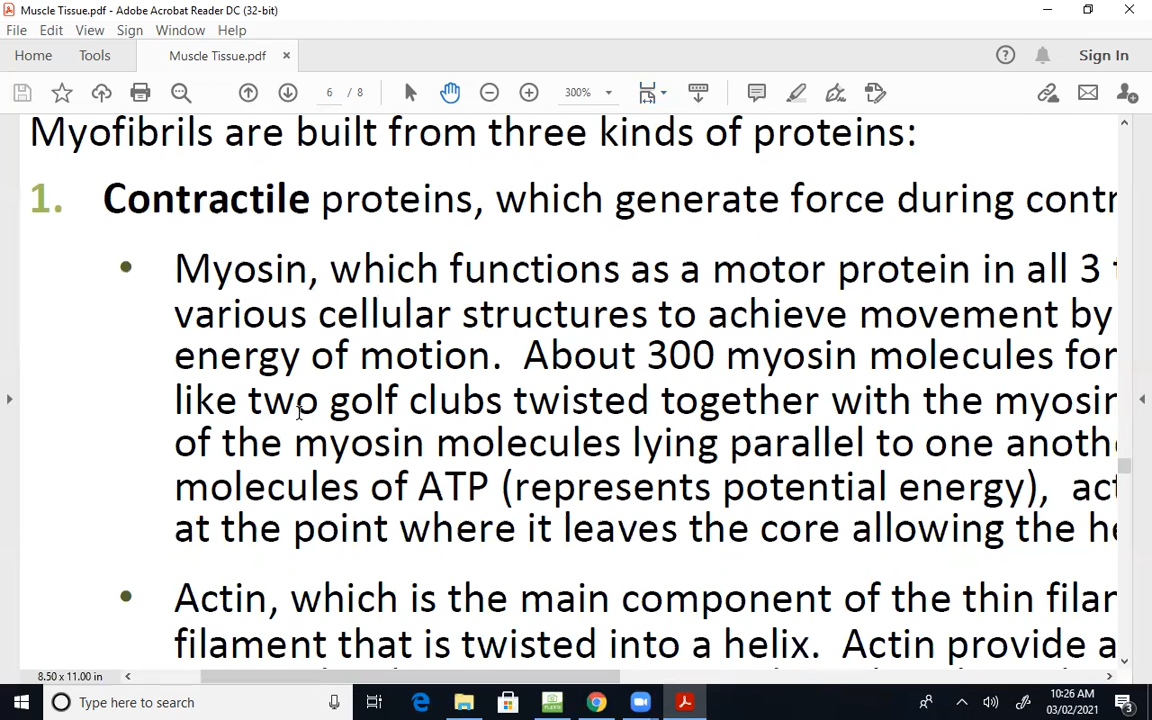 Muscle Tissue.pdf - Adobe Acrobat Reader DC (32-bit)
File Edit View Sign Window Help
Home Tools Muscle Tissue.pdf × Sign In
6 / 8 300%
Myofibrils are built from three kinds of proteins:
1. Contractile proteins, which generate force during contr
• Myosin, which functions as a motor protein in all 3
various cellular structures to achieve movement by
energy of motion. About 300 myosin molecules for
like two golf clubs twisted together with the myosin
of the myosin molecules lying parallel to one anothe
molecules of ATP (represents potential energy), act
at the point where it leaves the core allowing the he
• Actin, which is the main component of the thin filam
filament that is twisted into a helix. Actin provide a
8.50 x 11.00 in
Type here to search
10:26 AM
03/02/2021
3